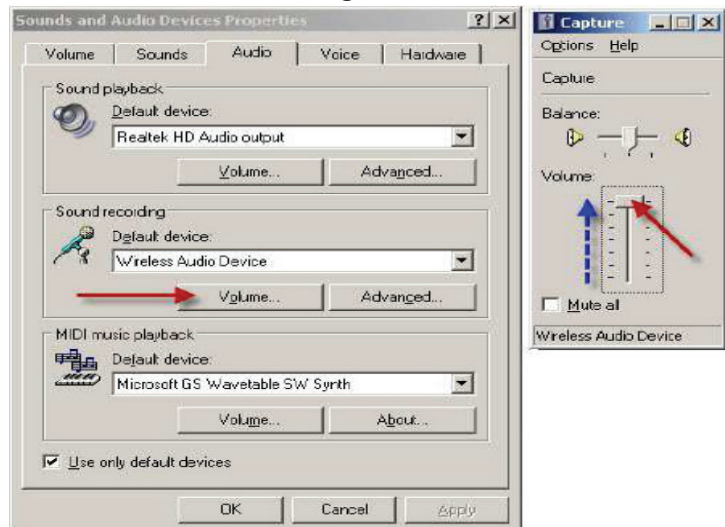 Sounds and Audio Devices Properties
Volume
Sounds
Audio
Voice
Hardware
Sound playback
Default device:
Realtek HD Audio output
Volume...
Advanced...
Sound recording
Default device:
Wireless Audio Device
Volume...
Advanced...
MIDI music playback
Default device:
Microsoft GS Wavetable SW Synth
Volume...
About...
Use only default devices
OK
Cancel
Apply
Capture
Options Help
Capture
Balance:
Volume:
Mute all
Wireless Audio Device